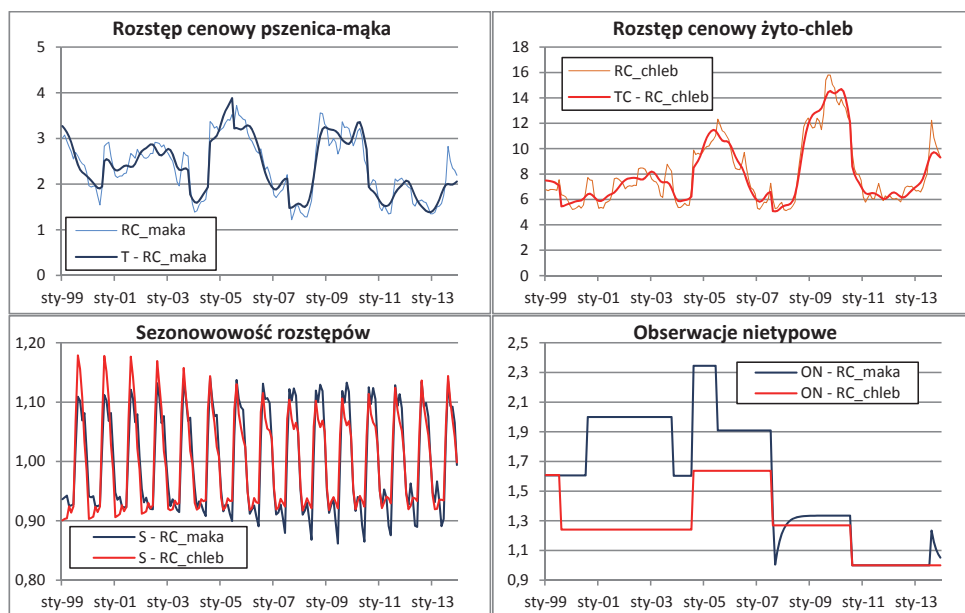 Rozstęp cenowy pszenica-mąka
5
4
3
2
1
0
RC_maka
T - RC_maka
sty-99 sty-01 sty-03 sty-05 sty-07 sty-09 sty-11 sty-13
Rozstęp cenowy żyto-chleb
18
16
14
12
10
8
6
4
2
0
RC_chleb
TC - RC_chleb
sty-99 sty-01 sty-03 sty-05 sty-07 sty-09 sty-11 sty-13
Sezonowowość rozstępów
1,20
1,10
1,00
0,90
0,80
S - RC_maka
S - RC_chleb
sty-99 sty-01 sty-03 sty-05 sty-07 sty-09 sty-11 sty-13
Obserwacje nietypowe
2,5
2,3
2,1
1,9
1,7
1,5
1,3
1,1
0,9
ON - RC_maka
ON - RC_chleb
sty-99 sty-01 sty-03 sty-05 sty-07 sty-09 sty-11 sty-13